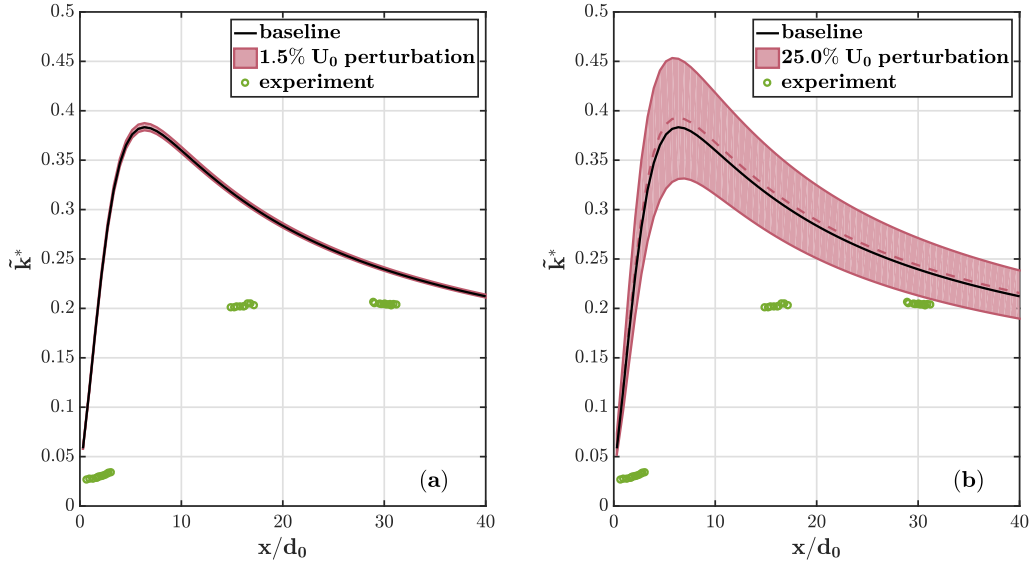 0.5
0.45
0.4
0.35
0.3
0.25
0.2
0.15
0.1
0.05
0
k̃*
baseline
1.5% U₀ perturbation
experiment
(a)
0 10 20 30 40
x/d₀
0.5
0.45
0.4
0.35
0.3
0.25
0.2
0.15
0.1
0.05
0
k̃*
baseline
25.0% U₀ perturbation
experiment
(b)
0 10 20 30 40
x/d₀